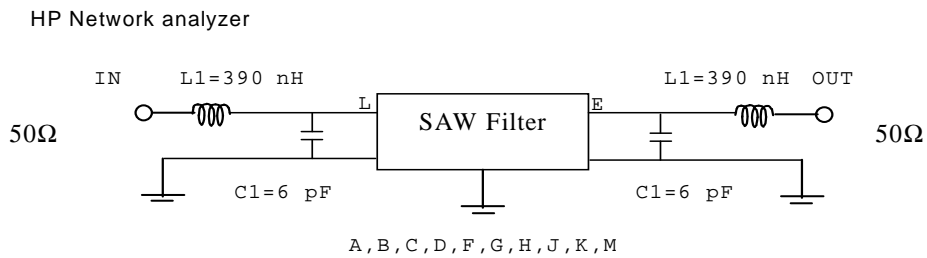 HP Network analyzer
IN L1=390 nH L1=390 nH OUT
L E
50Ω SAW Filter 50Ω
C1=6 pF C1=6 pF
A,B,C,D,F,G,H,J,K,M